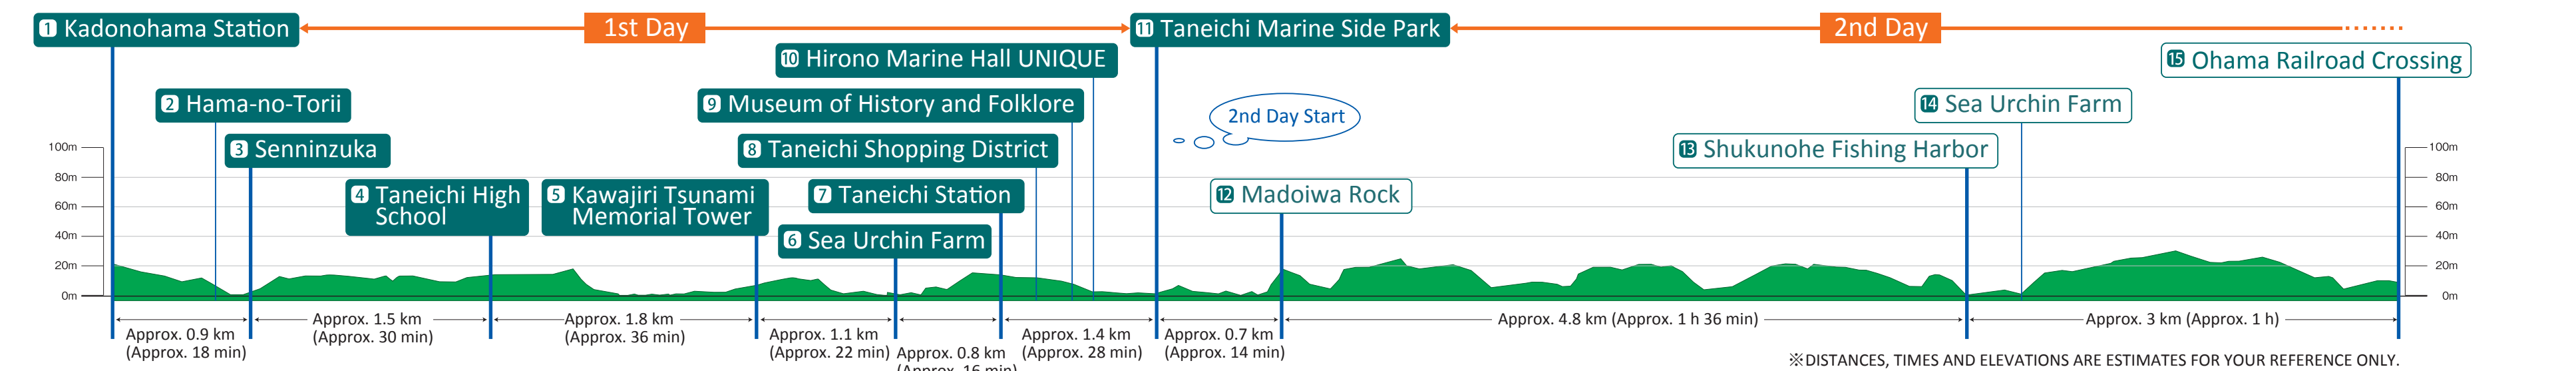 1 Kadonohama Station
1st Day
11 Taneichi Marine Side Park
2nd Day
10 Hirono Marine Hall UNIQUE
15 Ohama Railroad Crossing
2 Hama-no-Torii
9 Museum of History and Folklore
2nd Day Start
14 Sea Urchin Farm
3 Senninzuka
8 Taneichi Shopping District
13 Shukunohe Fishing Harbor
4 Taneichi High
School
5 Kawajiri Tsunami
Memorial Tower
7 Taneichi Station
12 Madoiwa Rock
6 Sea Urchin Farm
100m
80m
60m
40m
20m
0m
100m
80m
60m
40m
20m
0m
Approx. 0.9 km
(Approx. 18 min)
Approx. 1.5 km
(Approx. 30 min)
Approx. 1.8 km
(Approx. 36 min)
Approx. 1.1 km
(Approx. 22 min)
Approx. 0.8 km
(Approx. 16 min)
Approx. 1.4 km
(Approx. 28 min)
Approx. 0.7 km
(Approx. 14 min)
Approx. 4.8 km (Approx. 1 h 36 min)
Approx. 3 km (Approx. 1 h)
※DISTANCES, TIMES AND ELEVATIONS ARE ESTIMATES FOR YOUR REFERENCE ONLY.